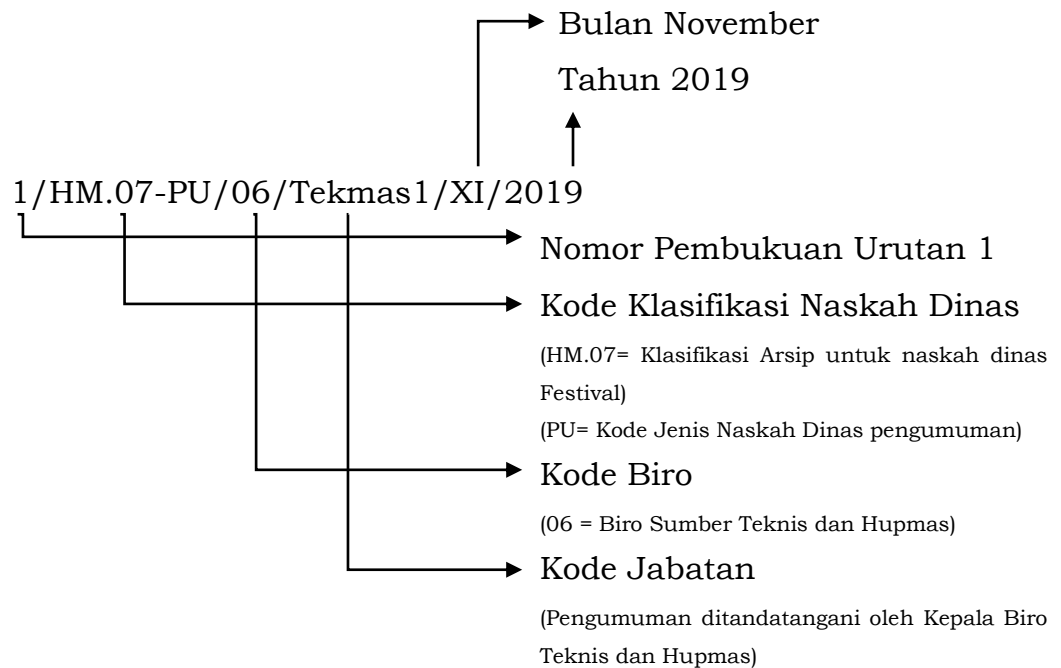 Bulan November
Tahun 2019
1/HM.07-PU/06/Tekmas1/XI/2019
Nomor Pembukuan Urutan 1
Kode Klasifikasi Naskah Dinas
(HM.07= Klasifikasi Arsip untuk naskah dinas
Festival)
(PU= Kode Jenis Naskah Dinas pengumuman)
Kode Biro
(06 = Biro Sumber Teknis dan Hupmas)
Kode Jabatan
(Pengumuman ditandatangani oleh Kepala Biro
Teknis dan Hupmas)